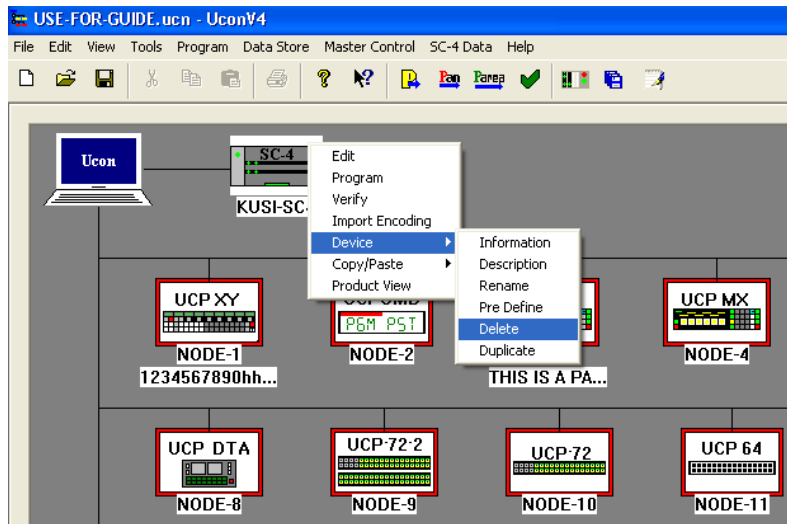 USE-FOR-GUIDE.ucn - UconV4
File Edit View Tools Program Data Store Master Control SC-4 Data Help
Pan Parep
Ucon
SC-4
KUSI-SC-
Edit
Program
Verify
Import Encoding
Device
Copy/Paste
Product View
Information
Description
Rename
Pre Define
Delete
Duplicate
UCP XY
NODE-1
1234567890hh...
PGM PST
NODE-2
THIS IS A PA...
UCP MX
NODE-4
UCP DTA
NODE-8
UCP-72-2
NODE-9
UCP-72
NODE-10
UCP 64
NODE-11